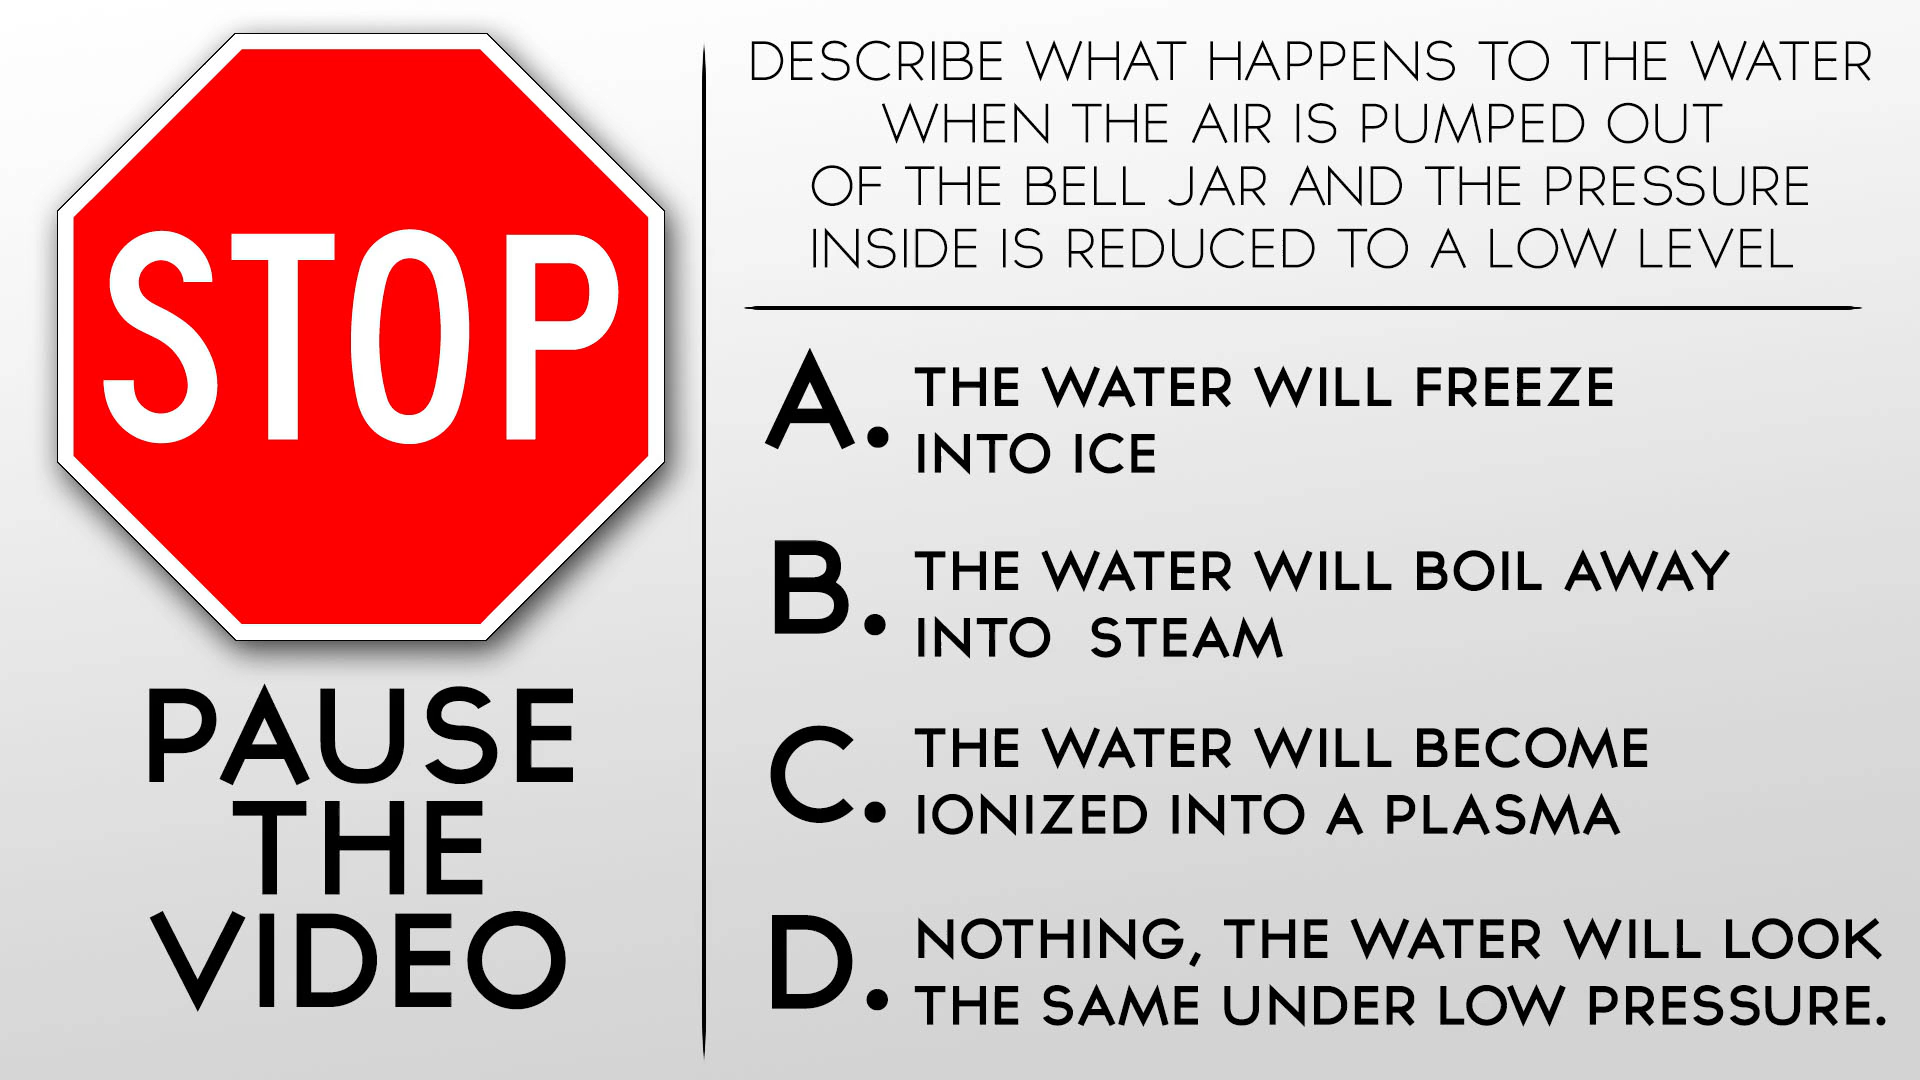 STOP
PAUSE
THE
VIDEO
DESCRIBE WHAT HAPPENS TO THE WATER
WHEN THE AIR IS PUMPED OUT
OF THE BELL JAR AND THE PRESSURE
INSIDE IS REDUCED TO A LOW LEVEL
A. THE WATER WILL FREEZE
INTO ICE
B. THE WATER WILL BOIL AWAY
INTO STEAM
C. THE WATER WILL BECOME
IONIZED INTO A PLASMA
D. NOTHING, THE WATER WILL LOOK
THE SAME UNDER LOW PRESSURE.